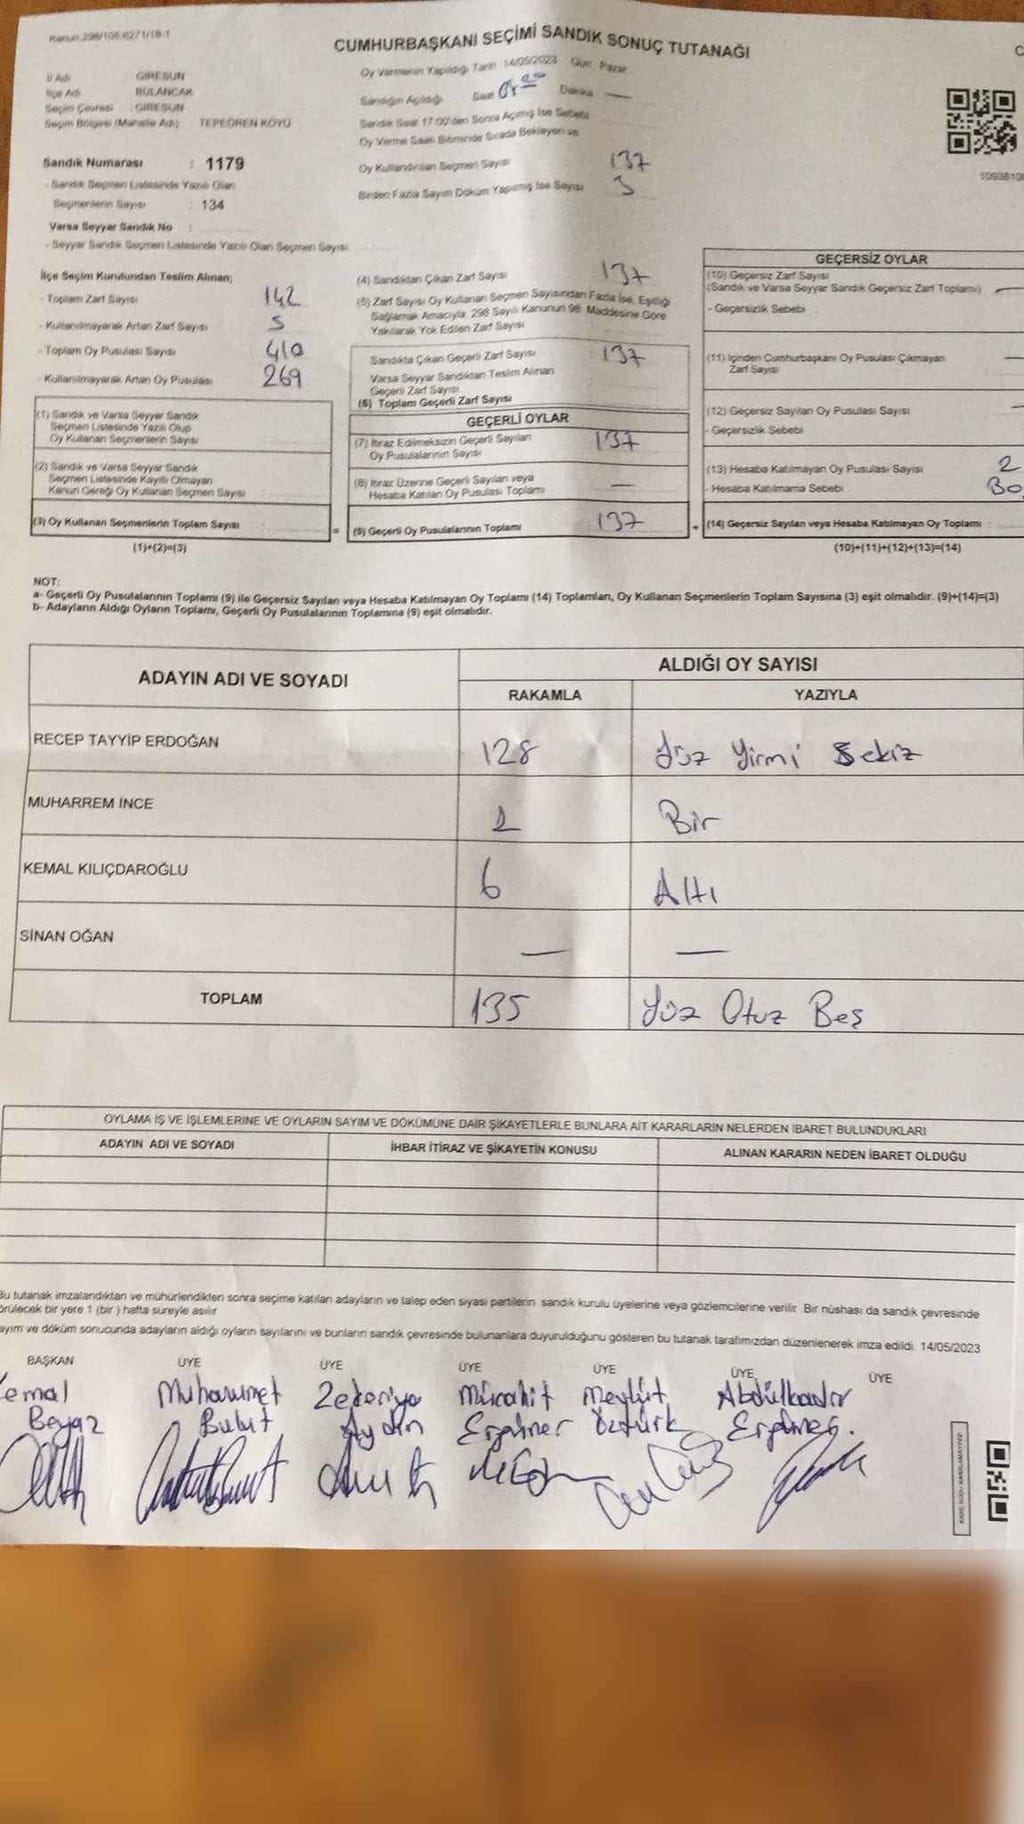 Kanun:298/105,6271/18-1
CUMHURBAŞKANI SEÇİMİ SANDIK SONUÇ TUTANAĞI
İl Adı GİRESUN
İlçe Adı BULANCAK
Seçim Çevresi : GİRESUN
Seçim Bölgesi (Mahalle Adı) TEPEÖREN KÖYÜ
Oy Vermenin Yapıldığı Tarih 14/05/2023 Gün Pazar
Sandığın Açıldığı Saat Dakika —
Sandık Saat 17:00'den Sonra Açılmış İse Sebebi
Oy Verme Saati Bitiminde Sırada Bekleyen ve
Oy Kullandırılan Seçmen Sayısı 137
Birden Fazla Sayım Döküm Yapılmış İse Sayısı 3
Sandık Numarası : 1179
- Sandık Seçmen Listesinde Yazılı Olan
Seçmenlerin Sayısı : 134
Varsa Seyyar Sandık No :
- Seyyar Sandık Seçmen Listesinde Yazılı Olan Seçmen Sayısı
İlçe Seçim Kurulundan Teslim Alınan;
- Toplam Zarf Sayısı 142
- Kullanılmayarak Artan Zarf Sayısı 5
- Toplam Oy Pusulası Sayısı 410
- Kullanılmayarak Artan Oy Pusulası 269
(1) Sandık ve Varsa Seyyar Sandık
Seçmen Listesinde Yazılı Olup
Oy Kullanan Seçmenlerin Sayısı
(2) Sandık ve Varsa Seyyar Sandık
Seçmen Listesinde Kayıtlı Olmayan
Kanun Gereği Oy Kullanan Seçmen Sayısı
(3) Oy Kullanan Seçmenlerin Toplam Sayısı
(1)+(2)=(3)
(4) Sandıktan Çıkan Zarf Sayısı 137
(5) Zarf Sayısı Oy Kullanan Seçmen Sayısından Fazla İse, Eşitliği
Sağlamak Amacıyla, 298 Sayılı Kanunun 98. Maddesine Göre
Yakılarak Yok Edilen Zarf Sayısı
Sandıkta Çıkan Geçerli Zarf Sayısı 137
Varsa Seyyar Sandıktan Teslim Alınan
Geçerli Zarf Sayısı
(6) Toplam Geçerli Zarf Sayısı
GEÇERLİ OYLAR
(7) İtiraz Edilmeksizin Geçerli Sayılan
Oy Pusulalarının Sayısı 137
(8) İtiraz Üzerine Geçerli Sayılan veya
Hesaba Katılan Oy Pusulası Toplamı —
= (9) Geçerli Oy Pusulalarının Toplamı 137
GEÇERSİZ OYLAR
(10) Geçersiz Zarf Sayısı
(Sandık ve Varsa Seyyar Sandık Geçersiz Zarf Toplamı) —
- Geçersizlik Sebebi
(11) İçinden Cumhurbaşkanı Oy Pusulası Çıkmayan
Zarf Sayısı —
(12) Geçersiz Sayılan Oy Pusulası Sayısı —
- Geçersizlik Sebebi
(13) Hesaba Katılmayan Oy Pusulası Sayısı 2
- Hesaba Katılmama Sebebi
+ (14) Geçersiz Sayılan veya Hesaba Katılmayan Oy Toplamı
(10)+(11)+(12)+(13)=(14)
NOT:
a- Geçerli Oy Pusulalarının Toplamı (9) ile Geçersiz Sayılan veya Hesaba Katılmayan Oy Toplamı (14) Toplamları, Oy Kullanan Seçmenlerin Toplam Sayısına (3) eşit olmalıdır. (9)+(14)=(3)
b- Adayların Aldığı Oyların Toplamı, Geçerli Oy Pusulalarının Toplamına (9) eşit olmalıdır.
ADAYIN ADI VE SOYADI ALDIĞI OY SAYISI
RAKAMLA YAZIYLA
RECEP TAYYİP ERDOĞAN 128 Yüz Yirmi Sekiz
MUHARREM İNCE 1 Bir
KEMAL KILIÇDAROĞLU 6 Altı
SİNAN OĞAN — —
TOPLAM 135 Yüz Otuz Beş
OYLAMA İŞ VE İŞLEMLERİNE VE OYLARIN SAYIM VE DÖKÜMÜNE DAİR ŞİKAYETLERLE BUNLARA AİT KARARLARIN NELERDEN İBARET BULUNDUKLARI
ADAYIN ADI VE SOYADI İHBAR İTİRAZ VE ŞİKAYETİN KONUSU ALINAN KARARIN NEDEN İBARET OLDUĞU
Bu tutanak imzalandıktan ve mühürlendikten sonra seçime katılan adayların ve talep eden siyasi partilerin sandık kurulu üyelerine veya gözlemcilerine verilir .Bir nüshası da sandık çevresinde
örülecek bir yere 1 (bir ) hafta süreyle asılır.
ayım ve döküm sonucunda adayların aldığı oyların sayılarını ve bunların sandık çevresinde bulunanlara duyurulduğunu gösteren bu tutanak tarafımızdan düzenlenerek imza edildi. 14/05/2023
BAŞKAN ÜYE ÜYE ÜYE ÜYE ÜYE ÜYE
emal Muhammet Zekeriya Mücahit Mevlüt Abdülkadir
Beyaz Bulut Aydın Erginer Öztürk Erginer.